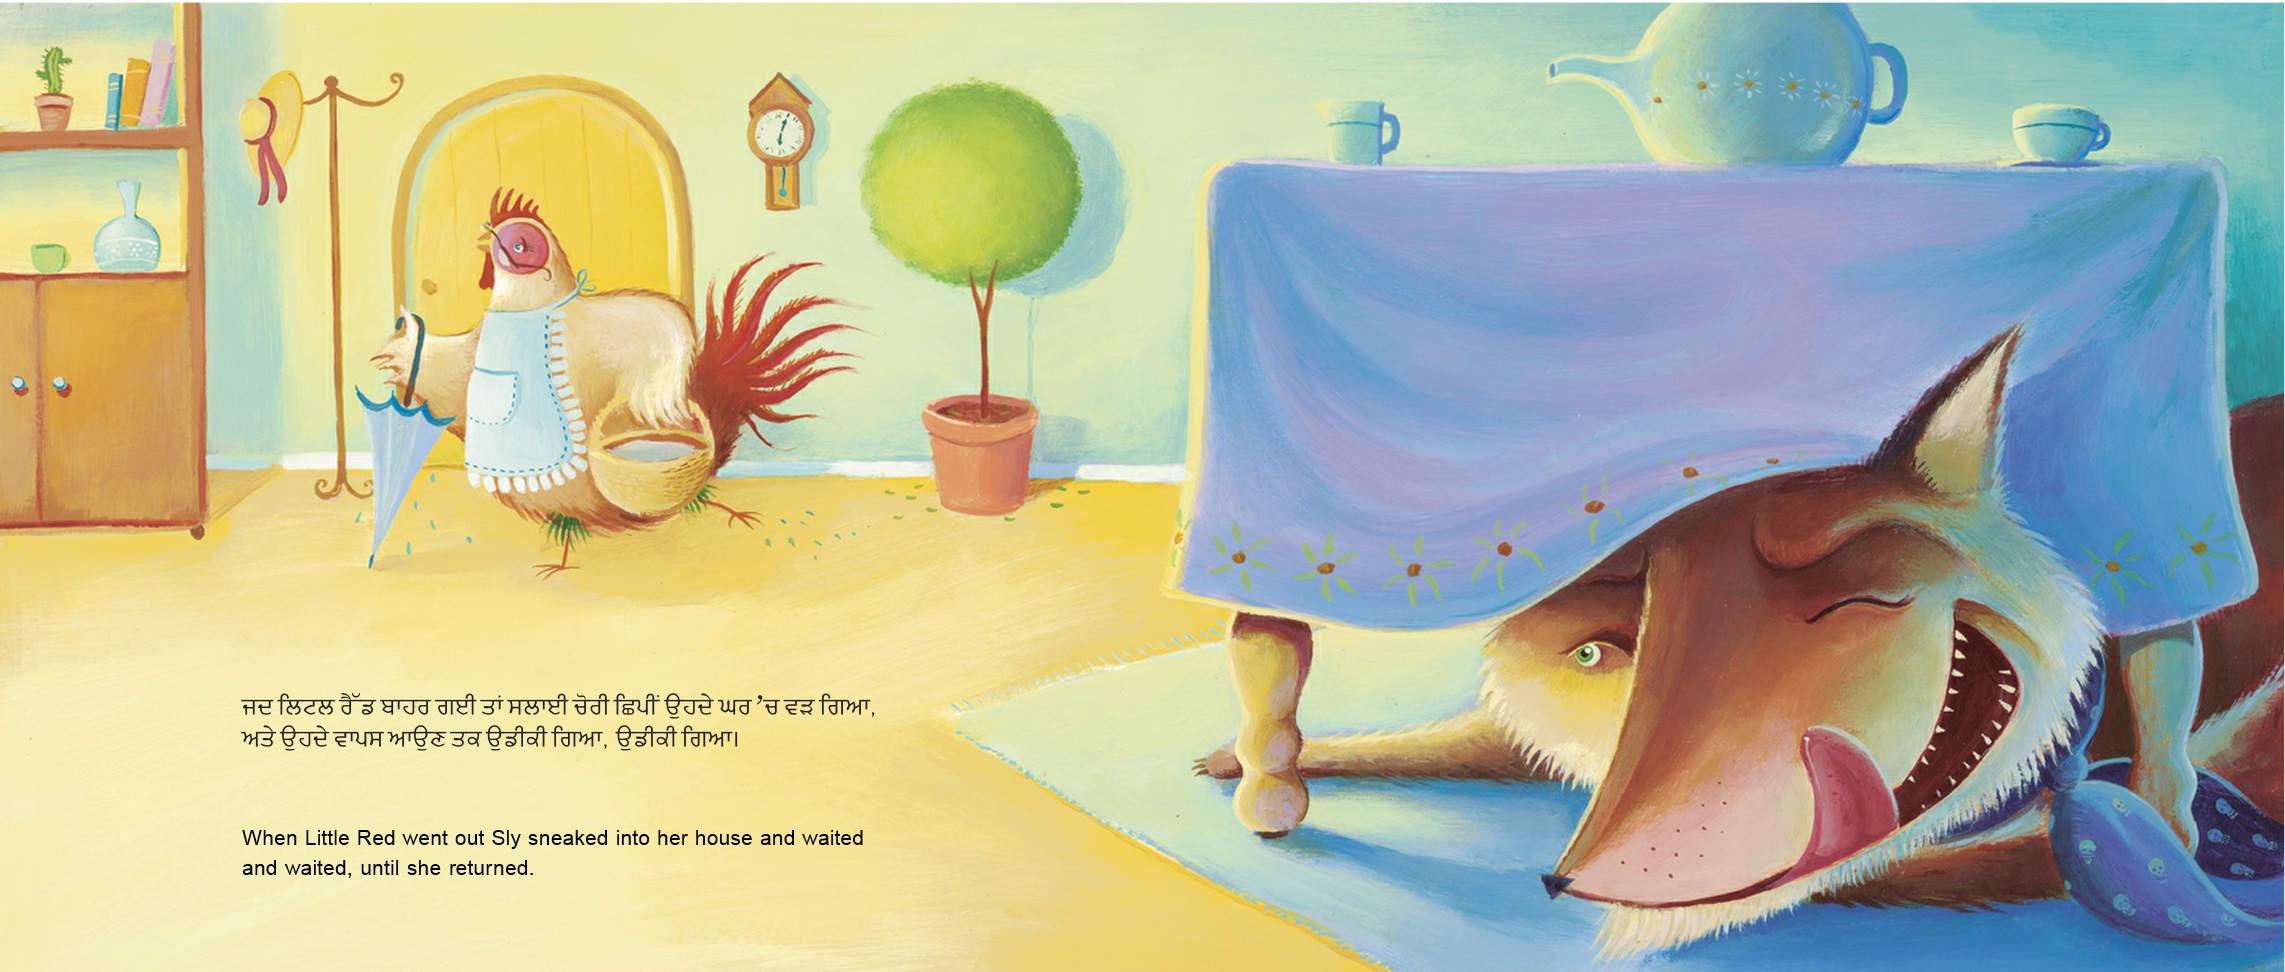 ਜਦ ਲਿਟਲ ਰੈੱਡ ਬਾਹਰ ਗਈ ਤਾਂ ਸਲਾਈ ਚੋਰੀ ਛਿਪੀਂ ਉਹਦੇ ਘਰ ’ਚ ਵੜ ਗਿਆ,
ਅਤੇ ਉਹਦੇ ਵਾਪਸ ਆਉਣ ਤਕ ਉਡੀਕੀ ਗਿਆ, ਉਡੀਕੀ ਗਿਆ।
When Little Red went out Sly sneaked into her house and waited
and waited, until she returned.